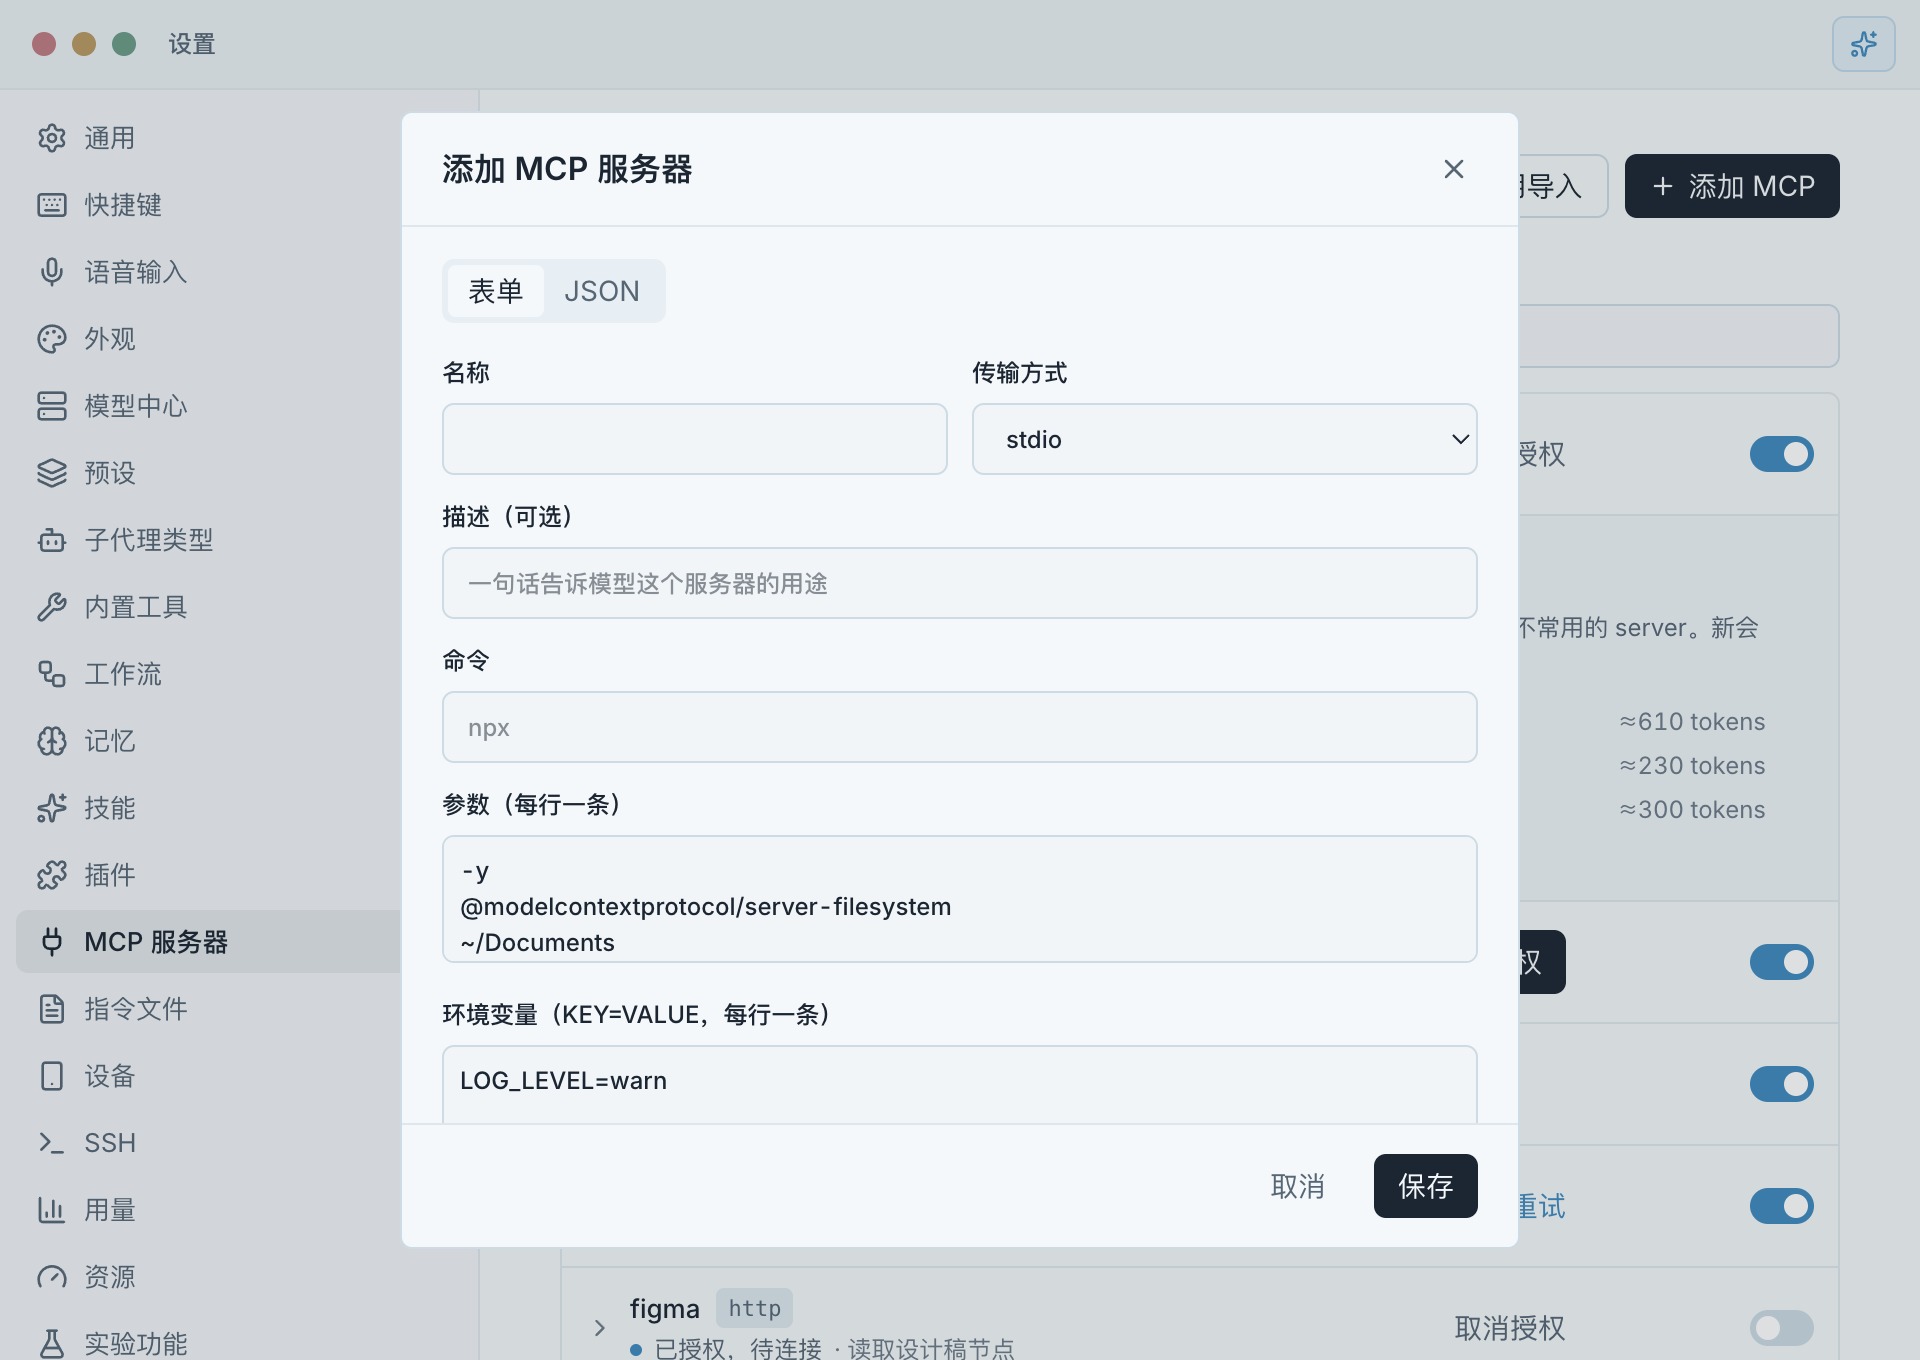 设置
通用
快捷键
语音输入
外观
模型中心
预设
子代理类型
内置工具
工作流
记忆
技能
插件
MCP 服务器
指令文件
设备
SSH
用量
资源
实验功能
添加 MCP 服务器
表单 JSON
名称 传输方式
stdio
描述（可选）
一句话告诉模型这个服务器的用途
命令
npx
参数（每行一条）
-y
@modelcontextprotocol/server-filesystem
~/Documents
环境变量（KEY=VALUE，每行一条）
LOG_LEVEL=warn
取消 保存
导入 添加 MCP
授权
不常用的 server。新会
≈610 tokens
≈230 tokens
≈300 tokens
权
重试
figma http
已授权，待连接 · 读取设计稿节点
取消授权